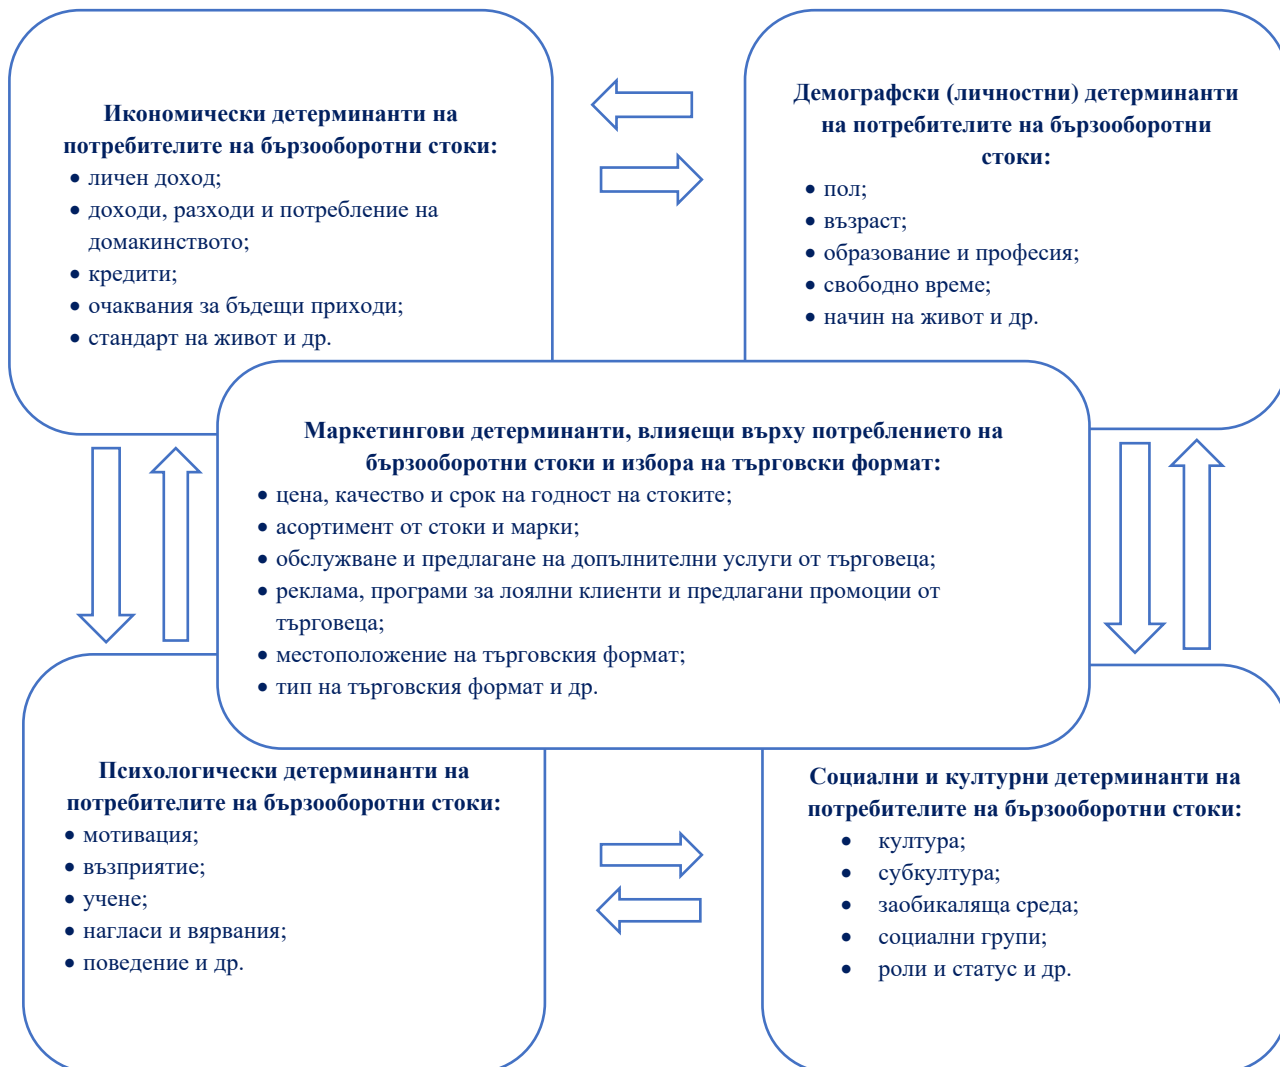 Икономически детерминанти на
потребителите на бързооборотни стоки:
• личен доход;
• доходи, разходи и потребление на
домакинството;
• кредити;
• очаквания за бъдещи приходи;
• стандарт на живот и др.
Демографски (личностни) детерминанти
на потребителите на бързооборотни
стоки:
• пол;
• възраст;
• образование и професия;
• свободно време;
• начин на живот и др.
Маркетингови детерминанти, влияещи върху потреблението на
бързооборотни стоки и избора на търговски формат:
• цена, качество и срок на годност на стоките;
• асортимент от стоки и марки;
• обслужване и предлагане на допълнителни услуги от търговеца;
• реклама, програми за лоялни клиенти и предлагани промоции от
търговеца;
• местоположение на търговския формат;
• тип на търговския формат и др.
Психологически детерминанти на
потребителите на бързооборотни стоки:
• мотивация;
• възприятие;
• учене;
• нагласи и вярвания;
• поведение и др.
Социални и културни детерминанти на
потребителите на бързооборотни стоки:
• култура;
• субкултура;
• заобикаляща среда;
• социални групи;
• роли и статус и др.